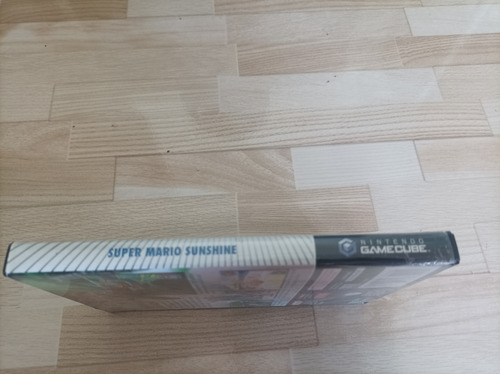 SUPER MARIO SUNSHINE
NINTENDO
GAMECUBE